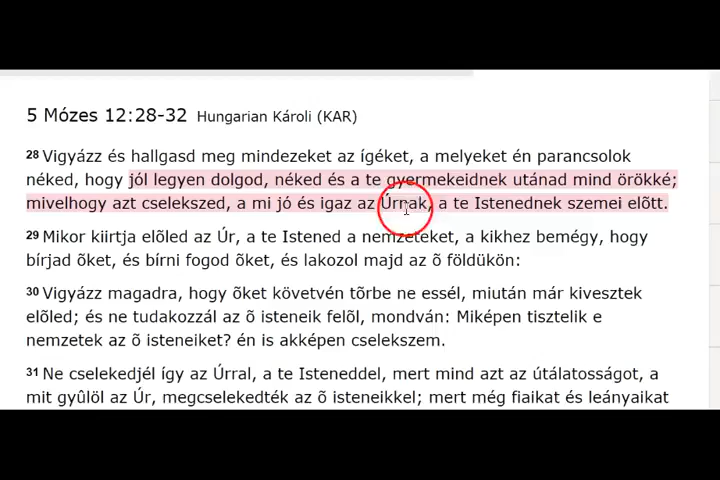 5 Mózes 12:28-32 Hungarian Károli (KAR)
28 Vigyázz és hallgasd meg mindezeket az ígéket, a melyeket én parancsolok
néked, hogy jól legyen dolgod, néked és a te gyermekeidnek utánad mind örökké;
mivelhogy azt cselekszed, a mi jó és igaz az Úrnak, a te Istenednek szemei elõtt.
29 Mikor kiirtja elõled az Úr, a te Istened a nemzeteket, a kikhez bemégy, hogy
bírjad õket, és bírni fogod õket, és lakozol majd az õ földükön:
30 Vigyázz magadra, hogy õket követvén tõrbe ne essél, miután már kivesztek
elõled; és ne tudakozzál az õ isteneik felõl, mondván: Miképen tisztelik e
nemzetek az õ isteneiket? én is akképen cselekszem.
31 Ne cselekedjél így az Úrral, a te Isteneddel, mert mind azt az útálatosságot, a
mit gyûlöl az Úr, megcselekedték az õ isteneikkel; mert még fiaikat és leányaikat